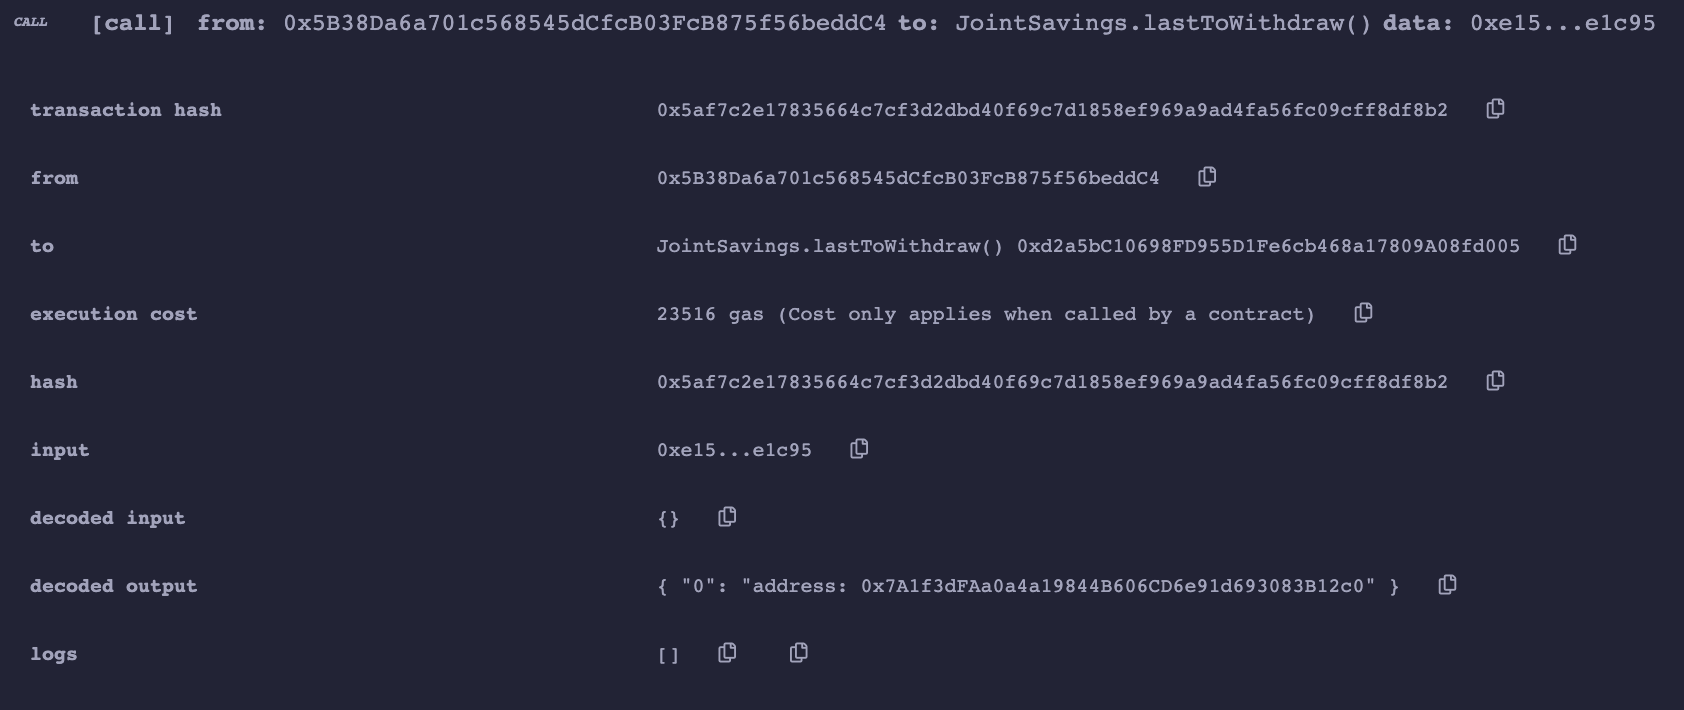 CALL [call] from: 0x5B38Da6a701c568545dCfcB03FcB875f56beddC4 to: JointSavings.lastToWithdraw() data: 0xe15...e1c95
transaction hash 0x5af7c2e17835664c7cf3d2dbd40f69c7d1858ef969a9ad4fa56fc09cff8df8b2
from 0x5B38Da6a701c568545dCfcB03FcB875f56beddC4
to JointSavings.lastToWithdraw() 0xd2a5bC10698FD955D1Fe6cb468a17809A08fd005
execution cost 23516 gas (Cost only applies when called by a contract)
hash 0x5af7c2e17835664c7cf3d2dbd40f69c7d1858ef969a9ad4fa56fc09cff8df8b2
input 0xe15...e1c95
decoded input {}
decoded output { "0": "address: 0x7A1f3dFAa0a4a19844B606CD6e91d693083B12c0" }
logs []